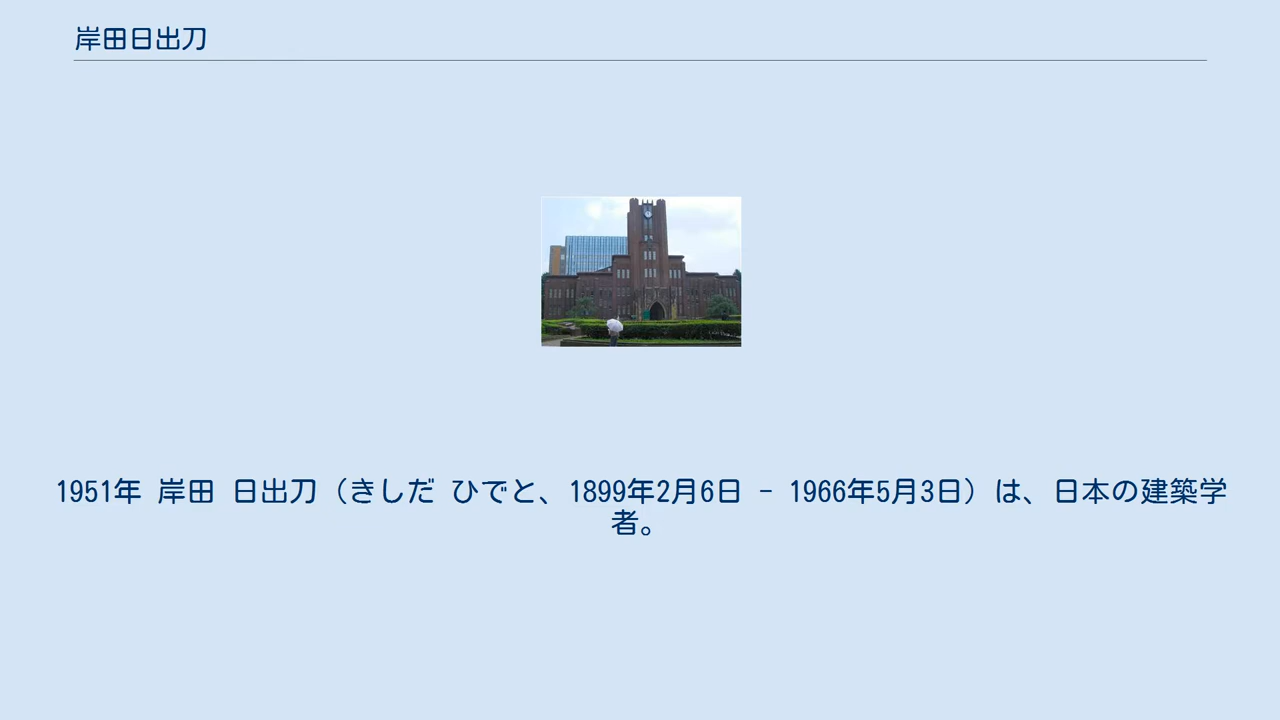 岸田日出刀
1951年 岸田 日出刀（きしだ ひでと、1899年2月6日 - 1966年5月3日）は、日本の建築学
者。